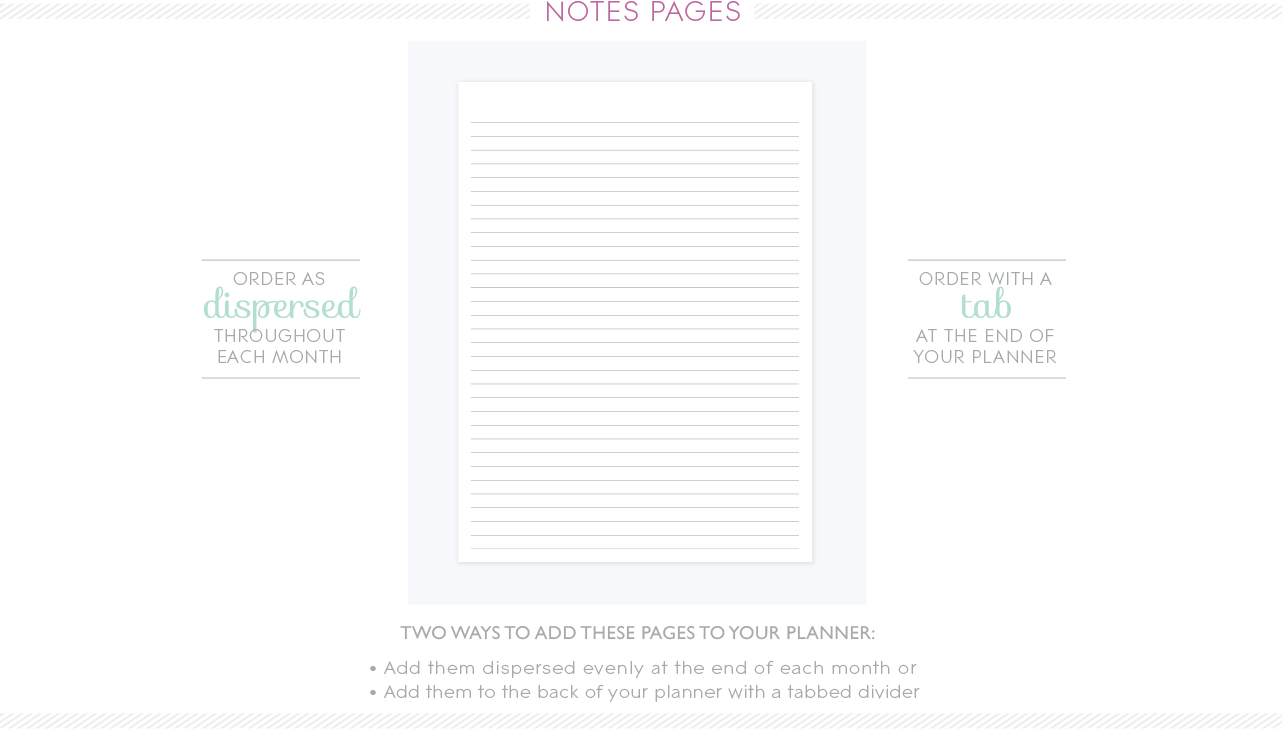 NOTES PAGES
ORDER AS
dispersed
THROUGHOUT
EACH MONTH
ORDER WITH A
tab
AT THE END OF
YOUR PLANNER
TWO WAYS TO ADD THESE PAGES TO YOUR PLANNER:
• Add them dispersed evenly at the end of each month or
• Add them to the back of your planner with a tabbed divider